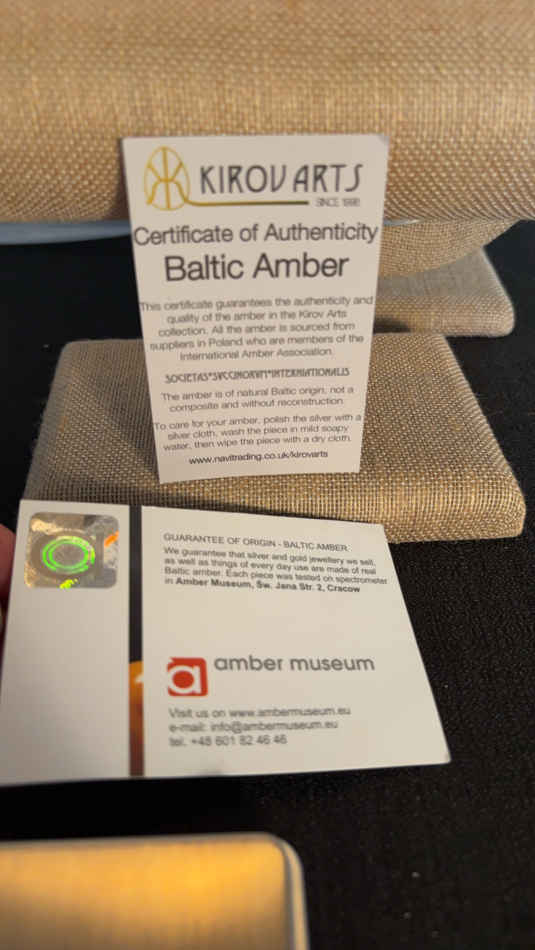 KIROV ARTS
SINCE 1998
Certificate of Authenticity
Baltic Amber
This certificate guarantees the authenticity and
quality of the amber in the Kirov Arts
collection. All the amber is sourced from
suppliers in Poland who are members of the
International Amber Association.
SOCIETAS*SVCCINORVM*INTERNATIONALIS
The amber is of natural Baltic origin, not a
composite and without reconstruction.
To care for your amber, polish the silver with a
silver cloth, wash the piece in mild soapy
water, then wipe the piece with a dry cloth.
www.navitrading.co.uk/kirovarts
GUARANTEE OF ORIGIN - BALTIC AMBER
We guarantee that silver and gold jewellery we sell,
as well as things of every day use are made of real
Baltic amber. Each piece was tested on spectrometer
in Amber Museum, Św. Jana Str. 2, Cracow
a amber museum
Visit us on www.ambermuseum.eu
e-mail: info@ambermuseum.eu
tel. +48 601 82 46 46